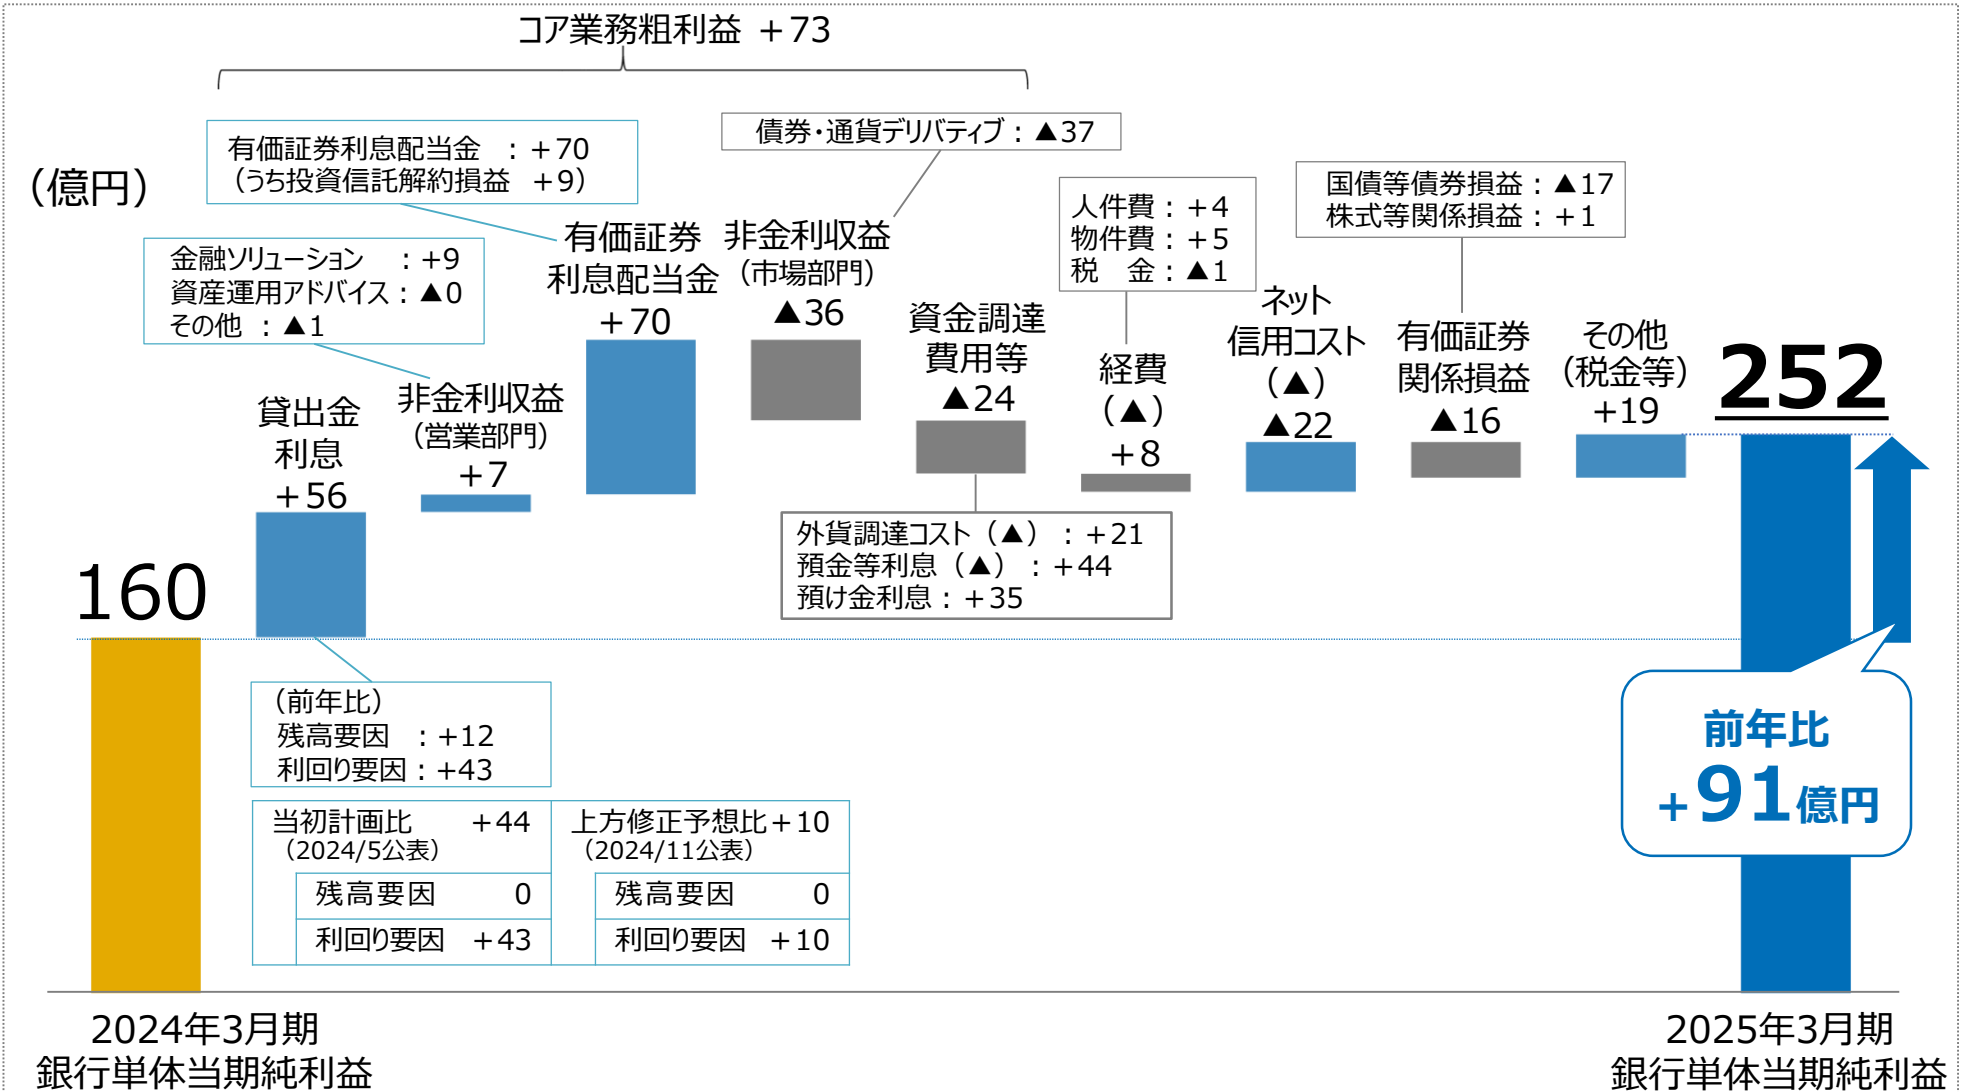 コア業務粗利益 +73
(億円)
有価証券利息配当金 :+70
(うち投資信託解約損益 +9)
債券・通貨デリバティブ:▲37
金融ソリューション :+9
資産運用アドバイス:▲0
その他 :▲1
人件費:+4
物件費:+5
税 金:▲1
国債等債券損益:▲17
株式等関係損益:+1
160
貸出金
利息
+56
非金利収益
(営業部門)
+7
有価証券
利息配当金
+70
非金利収益
(市場部門)
▲36
資金調達
費用等
▲24
経費
(▲)
+8
ネット
信用コスト
(▲)
▲22
有価証券
関係損益
▲16
その他
(税金等)
+19
252
外貨調達コスト(▲):+21
預金等利息(▲):+44
預け金利息:+35
(前年比)
残高要因 :+12
利回り要因:+43
当初計画比 +44
(2024/5公表)
残高要因 0
利回り要因 +43
上方修正予想比+10
(2024/11公表)
残高要因 0
利回り要因 +10
前年比
+91億円
2024年3月期
銀行単体当期純利益
2025年3月期
銀行単体当期純利益